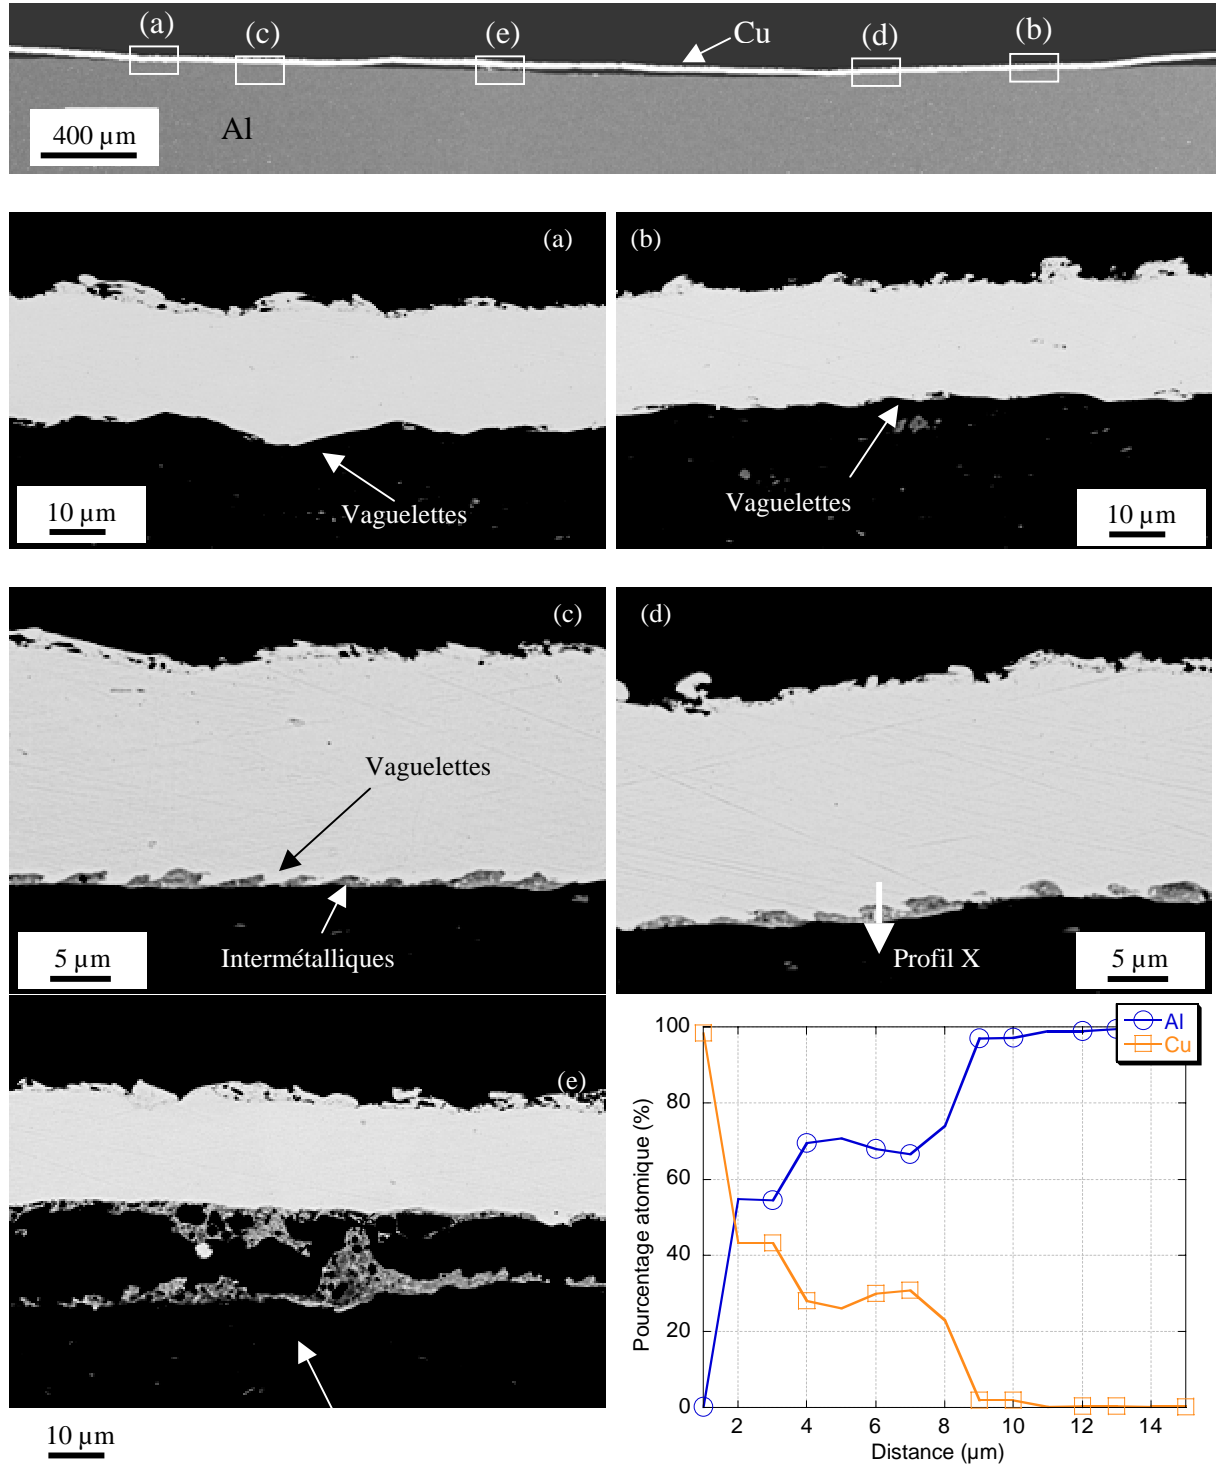 (a) (c) (e) Cu (d) (b)
400 µm Al
(a) (b)
Vaguelettes Vaguelettes
10 µm 10 µm
(c) (d)
Vaguelettes
Intermétalliques Profil X
5 µm 5 µm
(e)
10 µm
Al
Cu
Pourcentage atomique (%)
100
80
60
40
20
0
2 4 6 8 10 12 14
Distance (µm)